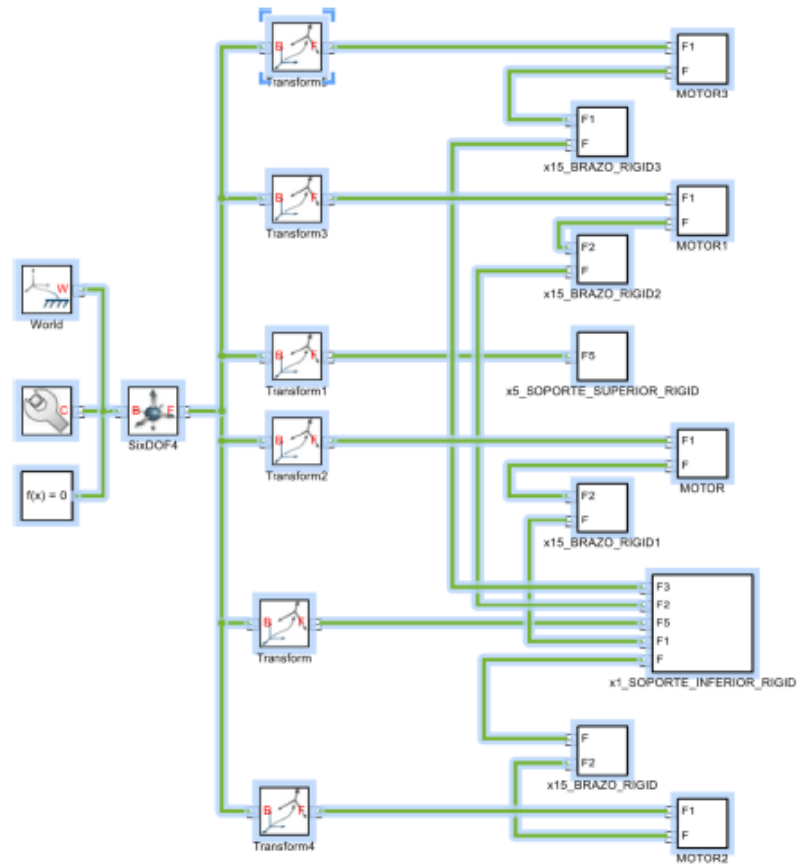 B F
F1
F
MOTOR3
F1
F
x15_BRAZO_RIGID3
B F
Transform3
F1
F
MOTOR1
F2
F
x15_BRAZO_RIGID2
W
World
B F
Transform1
F5
x5_SOPORTE_SUPERIOR_RIGID
C
B F
SixDOF4
B F
Transform2
F1
F
MOTOR
f(x) = 0
F2
F
x15_BRAZO_RIGID1
B F
Transform
F3
F2
F5
F1
F
x1_SOPORTE_INFERIOR_RIGID
F
F2
x15_BRAZO_RIGID
B F
Transform4
F1
F
MOTOR2